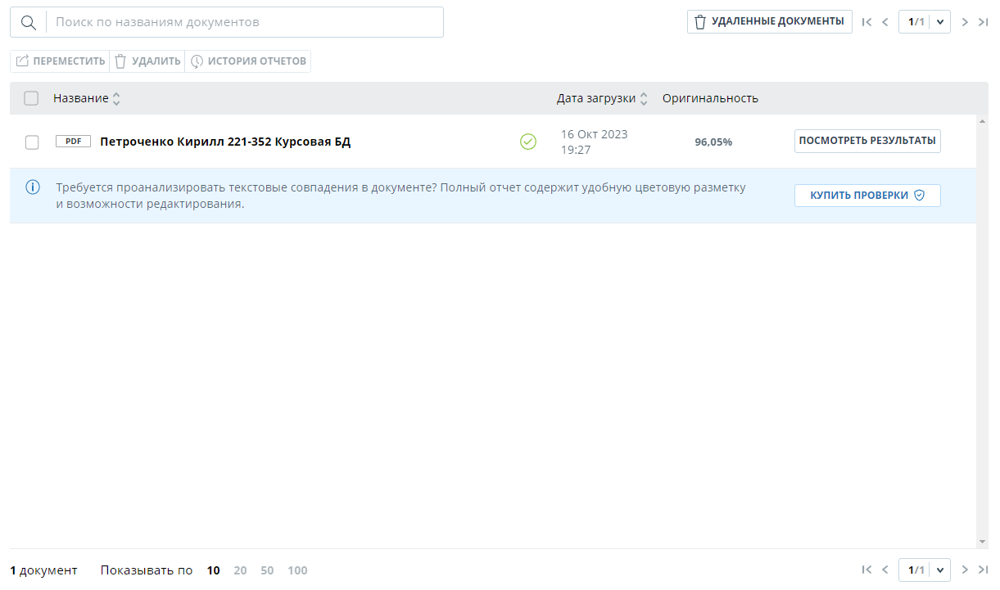 Поиск по названиям документов
УДАЛЕННЫЕ ДОКУМЕНТЫ
1/1
ПЕРЕМЕСТИТЬ УДАЛИТЬ ИСТОРИЯ ОТЧЕТОВ
Название Дата загрузки Оригинальность
PDF Петроченко Кирилл 221-352 Курсовая БД
16 Окт 2023
19:27
96,05%
ПОСМОТРЕТЬ РЕЗУЛЬТАТЫ
Требуется проанализировать текстовые совпадения в документе? Полный отчет содержит удобную цветовую разметку
и возможности редактирования.
КУПИТЬ ПРОВЕРКИ
1 документ Показывать по 10 20 50 100
1/1